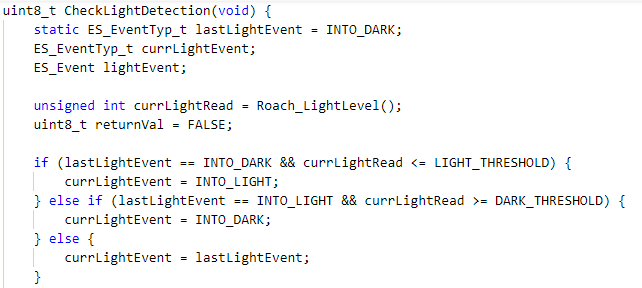 uint8_t CheckLightDetection(void) {
    static ES_EventTyp_t lastLightEvent = INTO_DARK;
    ES_EventTyp_t currLightEvent;
    ES_Event lightEvent;

    unsigned int currLightRead = Roach_LightLevel();
    uint8_t returnVal = FALSE;

    if (lastLightEvent == INTO_DARK && currLightRead <= LIGHT_THRESHOLD) {
        currLightEvent = INTO_LIGHT;
    } else if (lastLightEvent == INTO_LIGHT && currLightRead >= DARK_THRESHOLD) {
        currLightEvent = INTO_DARK;
    } else {
        currLightEvent = lastLightEvent;
    }